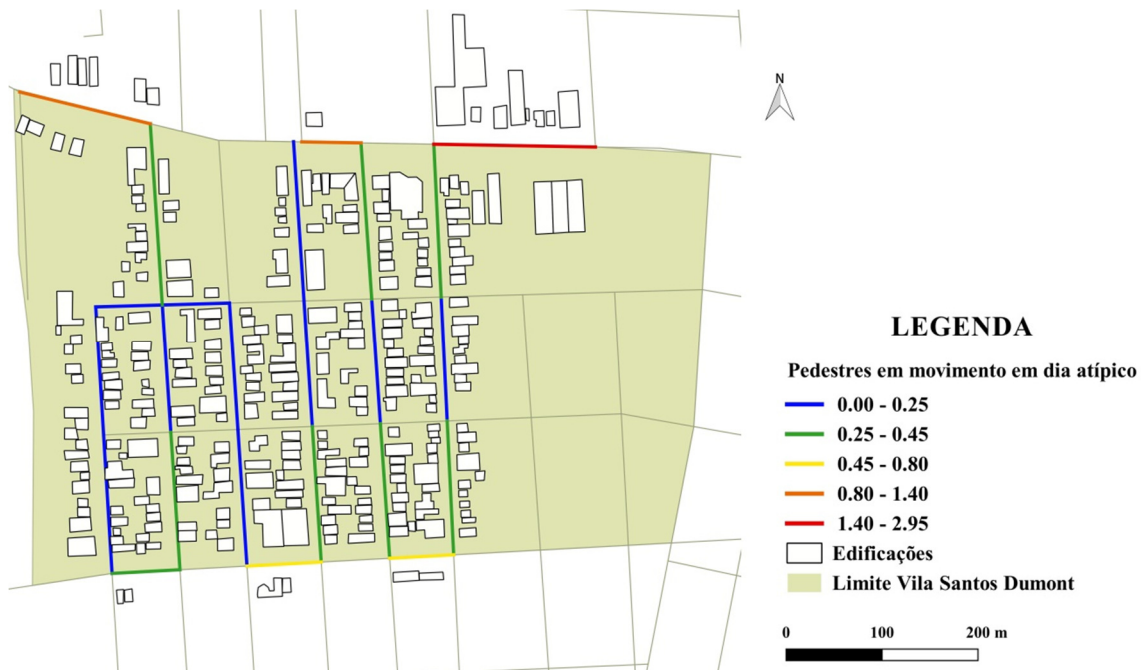 N
LEGENDA
Pedestres em movimento em dia atípico
0.00 - 0.25
0.25 - 0.45
0.45 - 0.80
0.80 - 1.40
1.40 - 2.95
Edificações
Limite Vila Santos Dumont
0 100 200 m